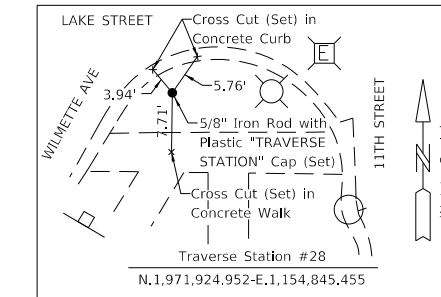 LAKE STREET
Cross Cut (Set) in
Concrete Curb
E
WILMETTE AVE
3.94'
5.76'
7.71'
11TH STREET
5/8" Iron Rod with
Plastic "TRAVERSE
STATION" Cap (Set)
N
Cross Cut (Set) in
Concrete Walk
Traverse Station #28
N.1,971,924.952-E.1,154,845.455